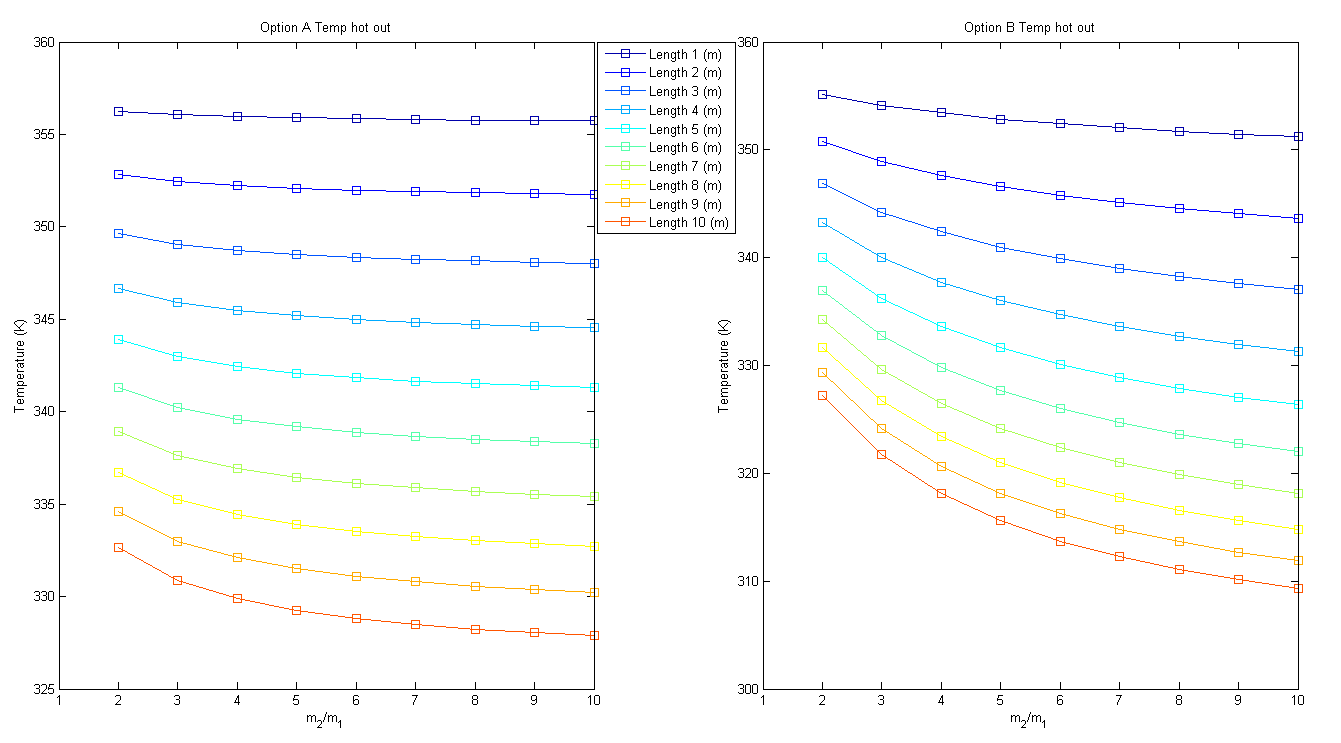 Option A Temp hot out
360
355
350
345
340
335
330
325
Temperature (K)
1 2 3 4 5 6 7 8 9 10
m2/m1
Length 1 (m)
Length 2 (m)
Length 3 (m)
Length 4 (m)
Length 5 (m)
Length 6 (m)
Length 7 (m)
Length 8 (m)
Length 9 (m)
Length 10 (m)
Option B Temp hot out
360
350
340
330
320
310
300
Temperature (K)
1 2 3 4 5 6 7 8 9 10
m2/m1